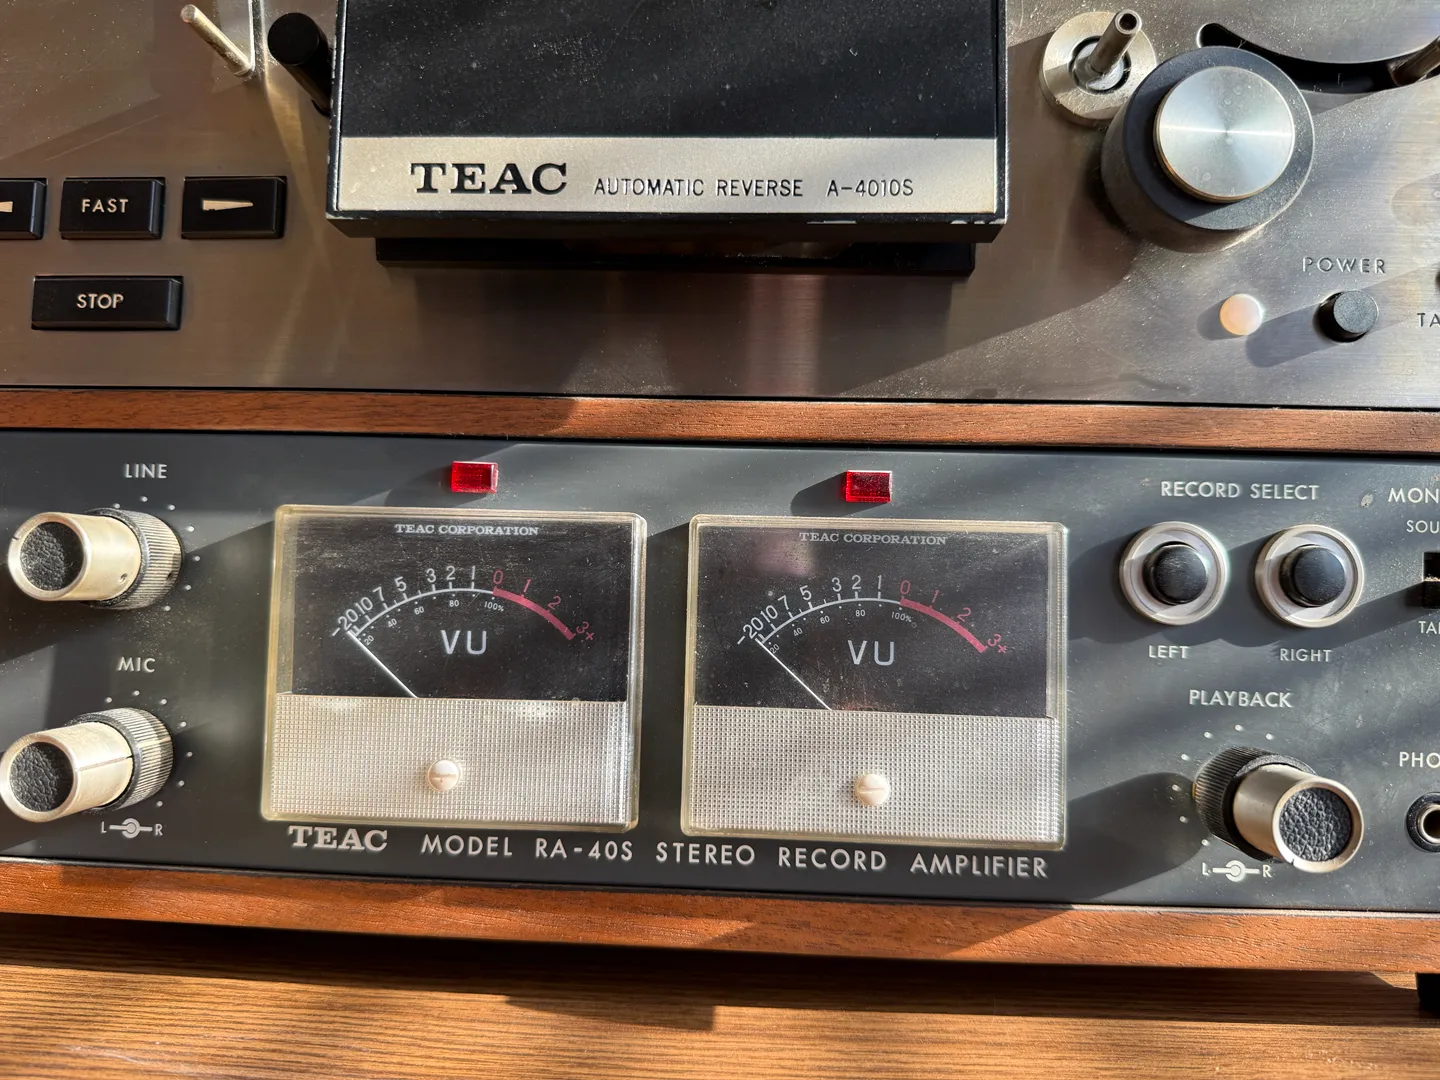 TEAC AUTOMATIC REVERSE A-4010S
FAST
STOP
POWER
LINE
MIC
L R
TEAC CORPORATION
-20 10 7 5 3 2 1 0 1 2 3+
20 40 60 80 100%
VU
TEAC CORPORATION
-20 10 7 5 3 2 1 0 1 2 3+
20 40 60 80 100%
VU
TEAC MODEL RA-40S STEREO RECORD AMPLIFIER
RECORD SELECT
LEFT RIGHT
PLAYBACK
L R